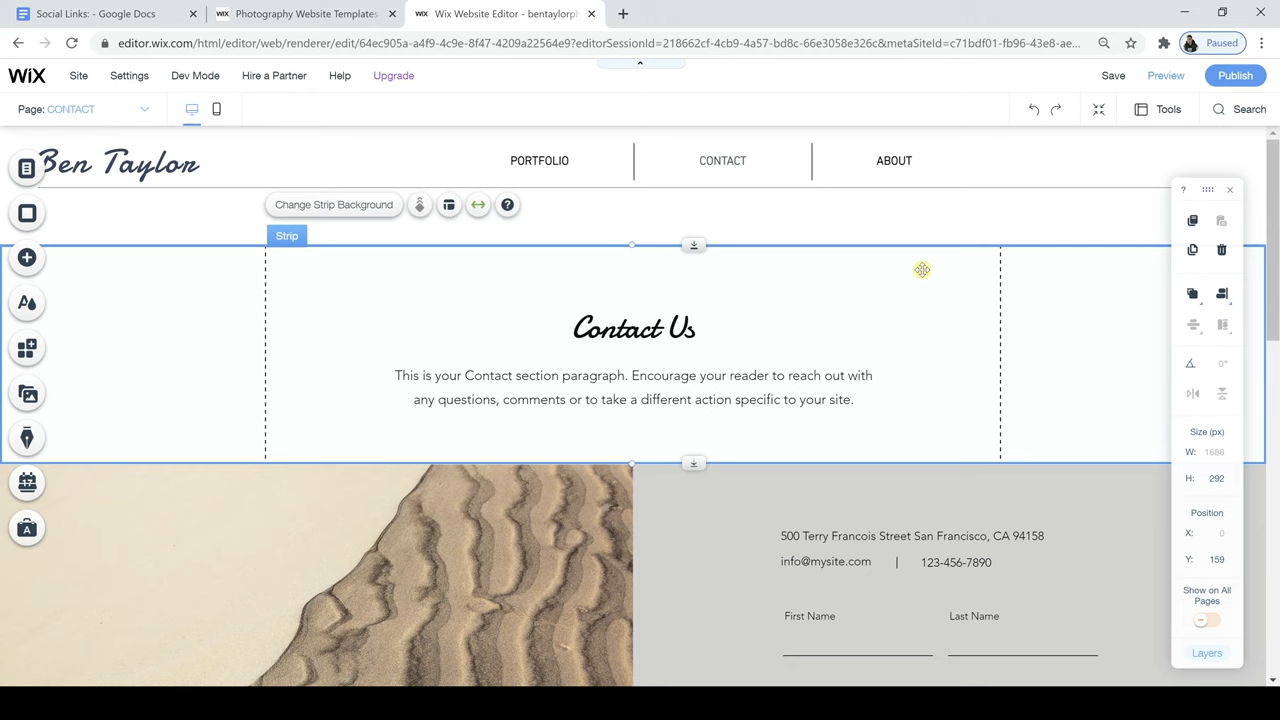 Social Links: - Google Docs
Photography Website Templates
Wix Website Editor - bentaylorph
editor.wix.com/html/editor/web/renderer/edit/64ec905a-a4f9-4c9e-8f47-4209a22564e9?editorSessionId=218662cf-4cb9-4a57-bd8c-66e3058e326c&metaSiteId=c71bdf01-fb96-43e8-ae...
Paused
WiX Site Settings Dev Mode Hire a Partner Help Upgrade Save Preview Publish
Page: CONTACT Tools Search
Ben Taylor PORTFOLIO CONTACT ABOUT
Change Strip Background
Strip
Contact Us
This is your Contact section paragraph. Encourage your reader to reach out with
any questions, comments or to take a different action specific to your site.
500 Terry Francois Street San Francisco, CA 94158
info@mysite.com | 123-456-7890
First Name Last Name
0°
Size (px)
W: 1688
H: 292
Position
X: 0
Y: 159
Show on All
Pages
Layers